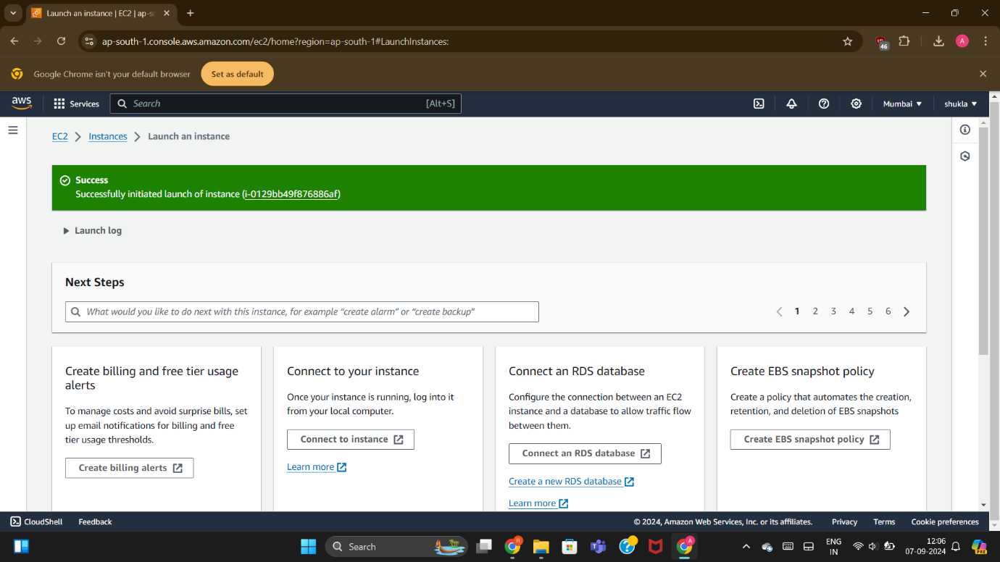 Launch an instance | EC2 | ap-so
ap-south-1.console.aws.amazon.com/ec2/home?region=ap-south-1#LaunchInstances:
46
A
Google Chrome isn't your default browser
Set as default
aws
Services
Search
[Alt+S]
Mumbai
shukla
EC2
Instances
Launch an instance
Success
Successfully initiated launch of instance (i-0129bb49f876886af)
Launch log
Next Steps
What would you like to do next with this instance, for example “create alarm” or “create backup”
1 2 3 4 5 6
Create billing and free tier usage
alerts
To manage costs and avoid surprise bills, set
up email notifications for billing and free
tier usage thresholds.
Create billing alerts
Connect to your instance
Once your instance is running, log into it
from your local computer.
Connect to instance
Learn more
Connect an RDS database
Configure the connection between an EC2
instance and a database to allow traffic flow
between them.
Connect an RDS database
Create a new RDS database
Learn more
Create EBS snapshot policy
Create a policy that automates the creation,
retention, and deletion of EBS snapshots
Create EBS snapshot policy
CloudShell
Feedback
© 2024, Amazon Web Services, Inc. or its affiliates.
Privacy
Terms
Cookie preferences
Search
R
A
ENG
IN
12:06
07-09-2024
PRE